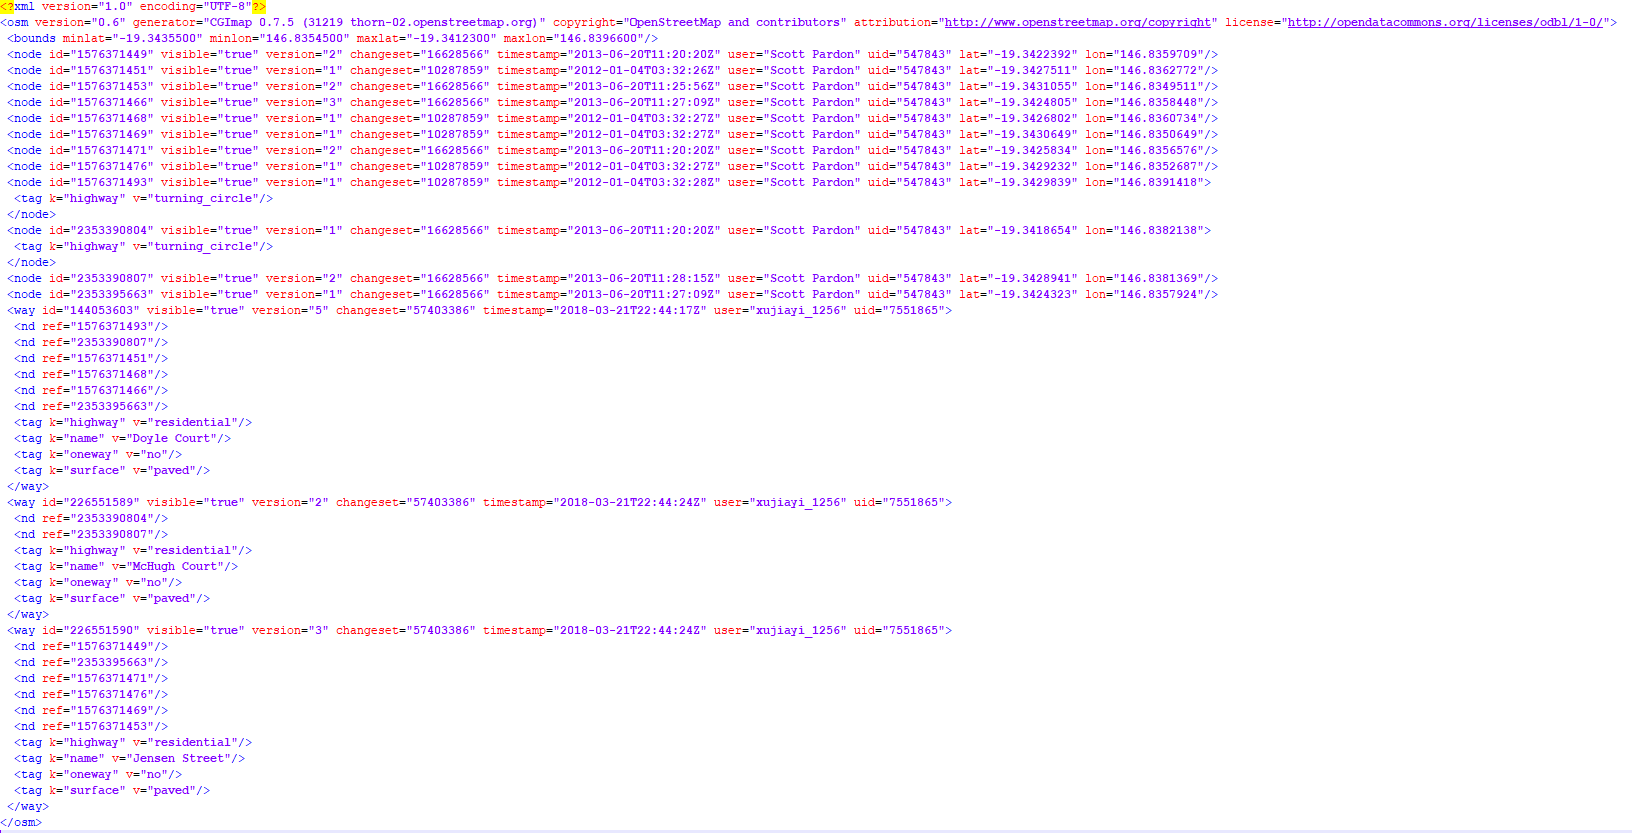 <?xml version="1.0" encoding="UTF-8"?>
<osm version="0.6" generator="CGImap 0.7.5 (31219 thorn-02.openstreetmap.org)" copyright="OpenStreetMap and contributors" attribution="http://www.openstreetmap.org/copyright" license="http://opendatacommons.org/licenses/odbl/1-0/">
<bounds minlat="-19.3435500" minlon="146.8354500" maxlat="-19.3412300" maxlon="146.8396600"/>
<node id="1576371449" visible="true" version="2" changeset="16628566" timestamp="2013-06-20T11:20:20Z" user="Scott Pardon" uid="547843" lat="-19.3422392" lon="146.8359709"/>
<node id="1576371451" visible="true" version="1" changeset="10287859" timestamp="2012-01-04T03:32:26Z" user="Scott Pardon" uid="547843" lat="-19.3427511" lon="146.8362772"/>
<node id="1576371453" visible="true" version="2" changeset="16628566" timestamp="2013-06-20T11:25:56Z" user="Scott Pardon" uid="547843" lat="-19.3431055" lon="146.8349511"/>
<node id="1576371466" visible="true" version="3" changeset="16628566" timestamp="2013-06-20T11:27:09Z" user="Scott Pardon" uid="547843" lat="-19.3424805" lon="146.8358448"/>
<node id="1576371468" visible="true" version="1" changeset="10287859" timestamp="2012-01-04T03:32:27Z" user="Scott Pardon" uid="547843" lat="-19.3426802" lon="146.8360734"/>
<node id="1576371469" visible="true" version="1" changeset="10287859" timestamp="2012-01-04T03:32:27Z" user="Scott Pardon" uid="547843" lat="-19.3430649" lon="146.8350649"/>
<node id="1576371471" visible="true" version="2" changeset="16628566" timestamp="2013-06-20T11:20:20Z" user="Scott Pardon" uid="547843" lat="-19.3425834" lon="146.8356576"/>
<node id="1576371476" visible="true" version="1" changeset="10287859" timestamp="2012-01-04T03:32:27Z" user="Scott Pardon" uid="547843" lat="-19.3429232" lon="146.8352687"/>
<node id="1576371493" visible="true" version="1" changeset="10287859" timestamp="2012-01-04T03:32:28Z" user="Scott Pardon" uid="547843" lat="-19.3429839" lon="146.8391418">
<tag k="highway" v="turning_circle"/>
</node>
<node id="2353390804" visible="true" version="1" changeset="16628566" timestamp="2013-06-20T11:20:20Z" user="Scott Pardon" uid="547843" lat="-19.3418654" lon="146.8382138">
<tag k="highway" v="turning_circle"/>
</node>
<node id="2353390807" visible="true" version="2" changeset="16628566" timestamp="2013-06-20T11:28:15Z" user="Scott Pardon" uid="547843" lat="-19.3428941" lon="146.8381369"/>
<node id="2353395663" visible="true" version="1" changeset="16628566" timestamp="2013-06-20T11:27:09Z" user="Scott Pardon" uid="547843" lat="-19.3424323" lon="146.8357924"/>
<way id="144053603" visible="true" version="5" changeset="57403386" timestamp="2018-03-21T22:44:17Z" user="xujiayi_1256" uid="7551865">
<nd ref="1576371493"/>
<nd ref="2353390807"/>
<nd ref="1576371451"/>
<nd ref="1576371468"/>
<nd ref="1576371466"/>
<nd ref="2353395663"/>
<tag k="highway" v="residential"/>
<tag k="name" v="Doyle Court"/>
<tag k="oneway" v="no"/>
<tag k="surface" v="paved"/>
</way>
<way id="226551589" visible="true" version="2" changeset="57403386" timestamp="2018-03-21T22:44:24Z" user="xujiayi_1256" uid="7551865">
<nd ref="2353390804"/>
<nd ref="2353390807"/>
<tag k="highway" v="residential"/>
<tag k="name" v="McHugh Court"/>
<tag k="oneway" v="no"/>
<tag k="surface" v="paved"/>
</way>
<way id="226551590" visible="true" version="3" changeset="57403386" timestamp="2018-03-21T22:44:24Z" user="xujiayi_1256" uid="7551865">
<nd ref="1576371449"/>
<nd ref="2353395663"/>
<nd ref="1576371471"/>
<nd ref="1576371476"/>
<nd ref="1576371469"/>
<nd ref="1576371453"/>
<tag k="highway" v="residential"/>
<tag k="name" v="Jensen Street"/>
<tag k="oneway" v="no"/>
<tag k="surface" v="paved"/>
</way>
</osm>